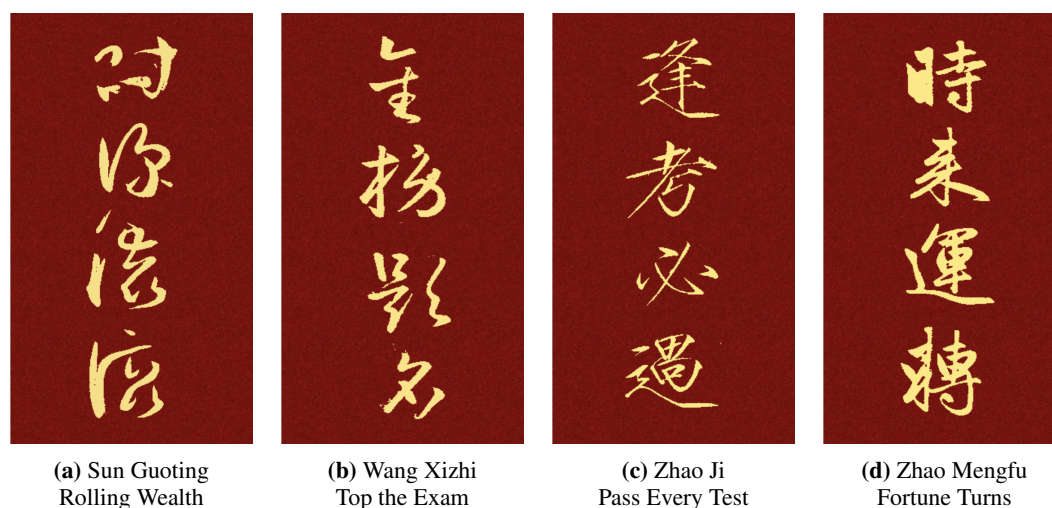 財源滾滾
金榜題名
逢考必過
時来運轉
(a) Sun Guoting
Rolling Wealth
(b) Wang Xizhi
Top the Exam
(c) Zhao Ji
Pass Every Test
(d) Zhao Mengfu
Fortune Turns